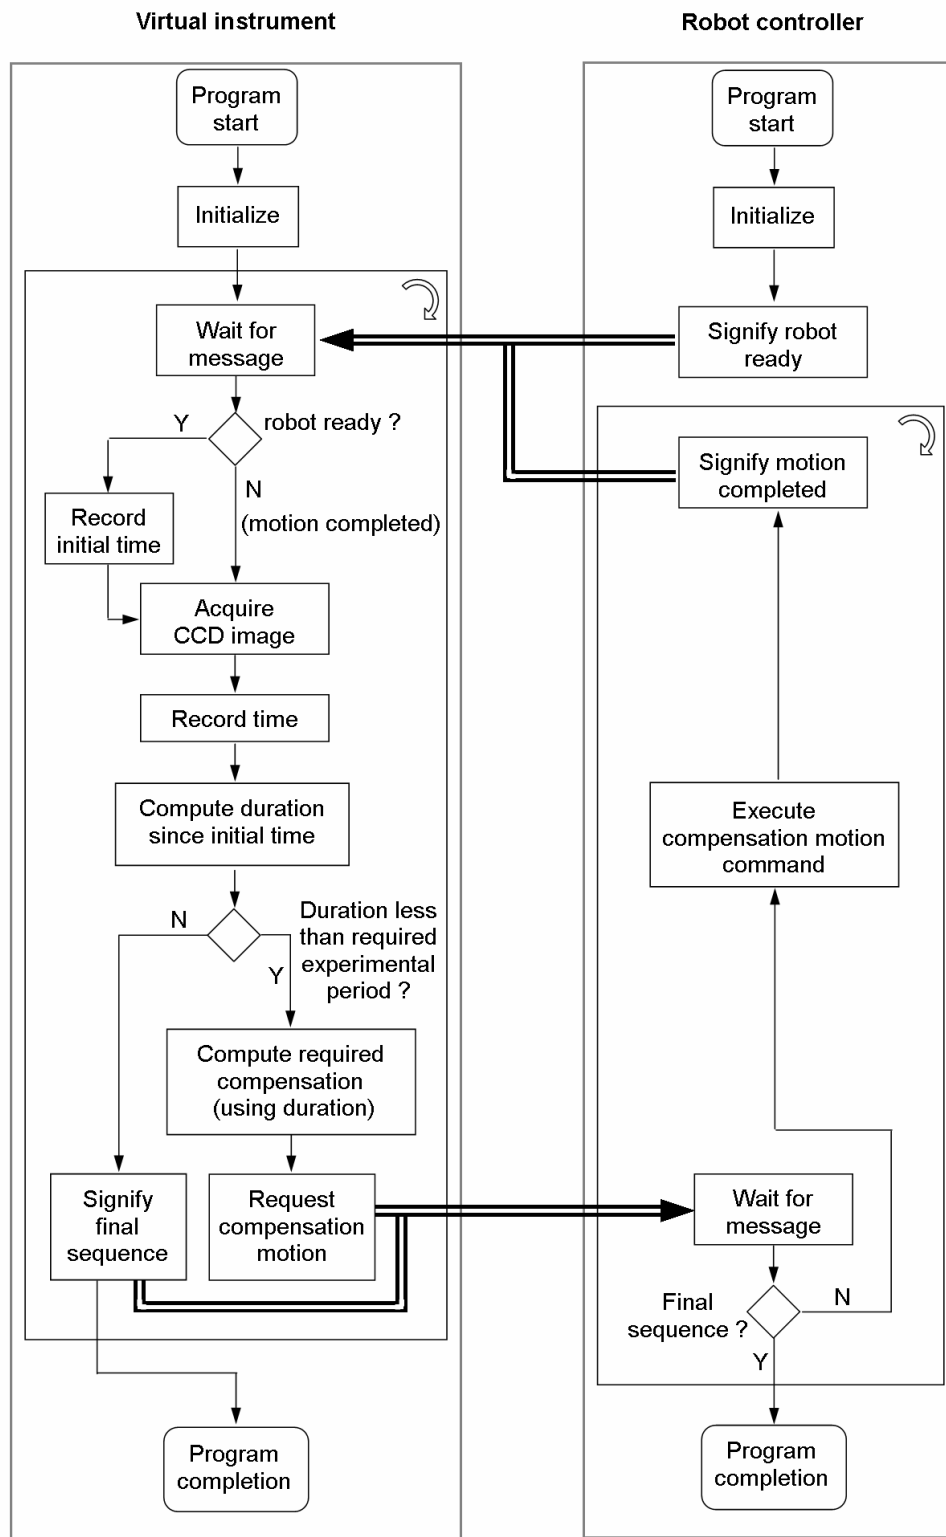 Virtual instrument
Program
start
Initialize
Wait for
message
robot ready ?
Y
N
(motion completed)
Record
initial time
Acquire
CCD image
Record time
Compute duration
since initial time
N
Duration less
than required
experimental
period ?
Y
Compute required
compensation
(using duration)
Signify
final
sequence
Request
compensation
motion
Program
completion
Robot controller
Program
start
Initialize
Signify robot
ready
Signify motion
completed
Execute
compensation motion
command
Wait for
message
Final
sequence ?
N
Y
Program
completion